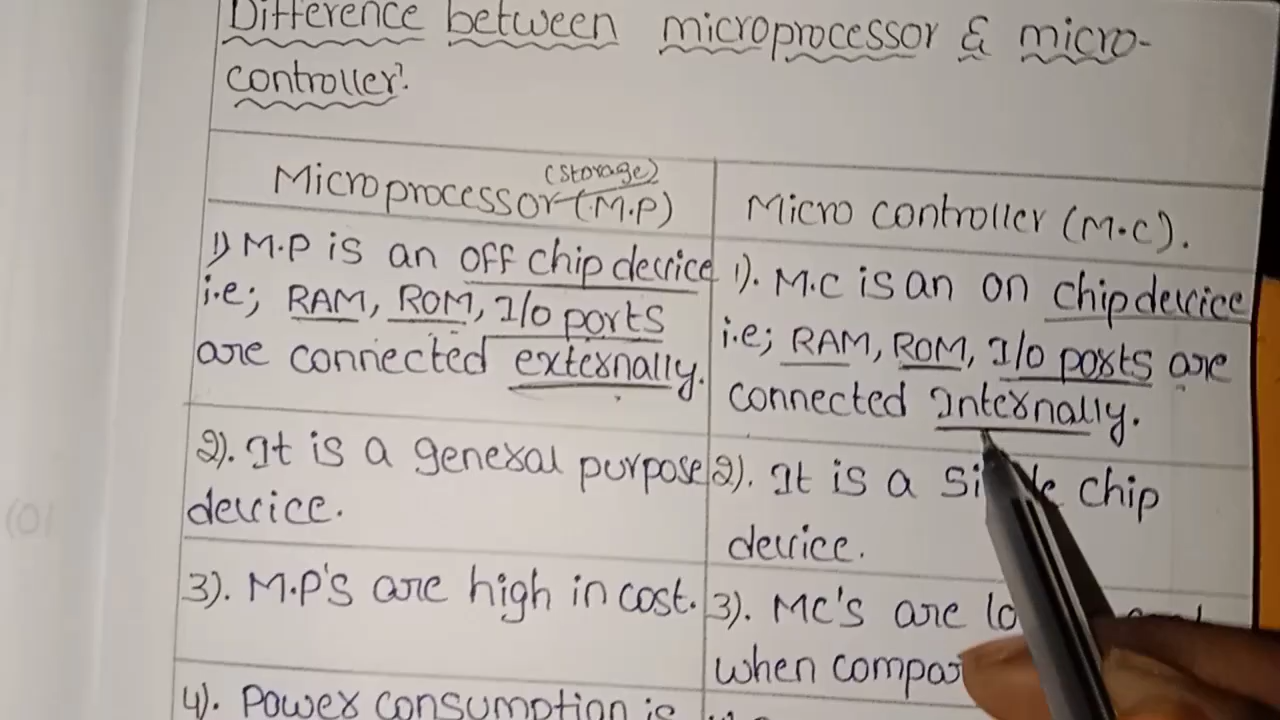 Difference between microprocessor & micro-
controller?
(storage)
Microprocessor (M.P)
1) M.P is an off chip device
i.e; RAM, ROM, I/O ports
are connected externally.
2). It is a general purpose
device.
3). M.P's are high in cost.
4). Power consumption is
Micro controller (M.C).
1). M.C is an on chip device
i.e; RAM, ROM, I/O ports are
connected Internally.
2). It is a chip
device.
3). MC's are
when